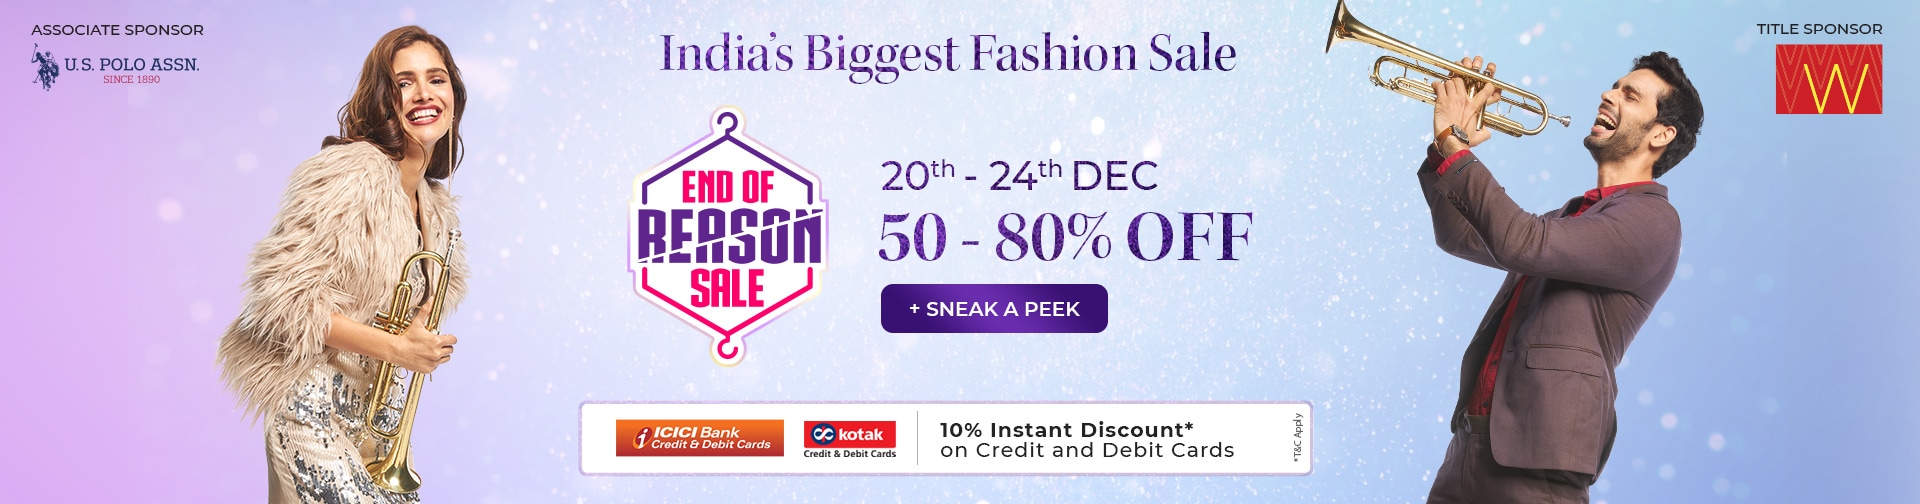 ASSOCIATE SPONSOR
U.S. POLO ASSN.
SINCE 1890
India's Biggest Fashion Sale
TITLE SPONSOR
W
END OF
REASON
SALE
20th - 24th DEC
50 - 80% OFF
+ SNEAK A PEEK
ICICI Bank
Credit & Debit Cards
kotak
Credit & Debit Cards
10% Instant Discount*
on Credit and Debit Cards
*T&C Apply